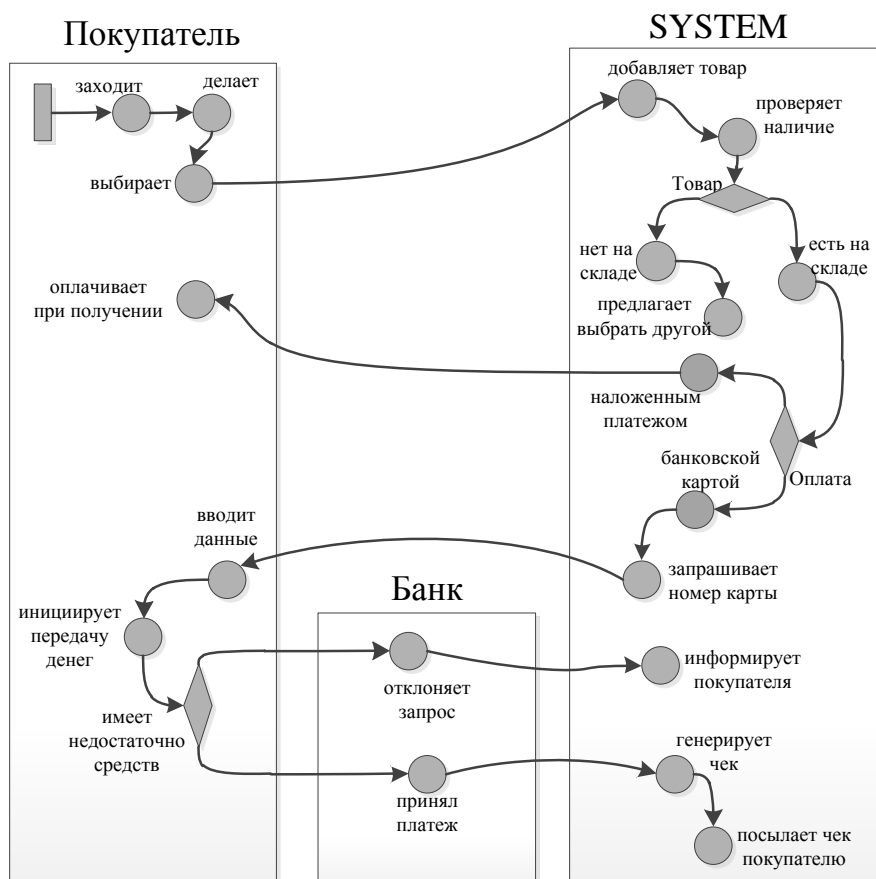 Покупатель
SYSTEM
заходит
делает
выбирает
добавляет товар
проверяет
наличие
Товар
нет на
складе
есть на
складе
предлагает
выбрать другой
оплачивает
при получении
наложенным
платежом
банковской
картой
Оплата
вводит
данные
запрашивает
номер карты
Банк
инициирует
передачу
денег
отклоняет
запрос
информирует
покупателя
имеет
недостаточно
средств
принял
платеж
генерирует
чек
посылает чек
покупателю